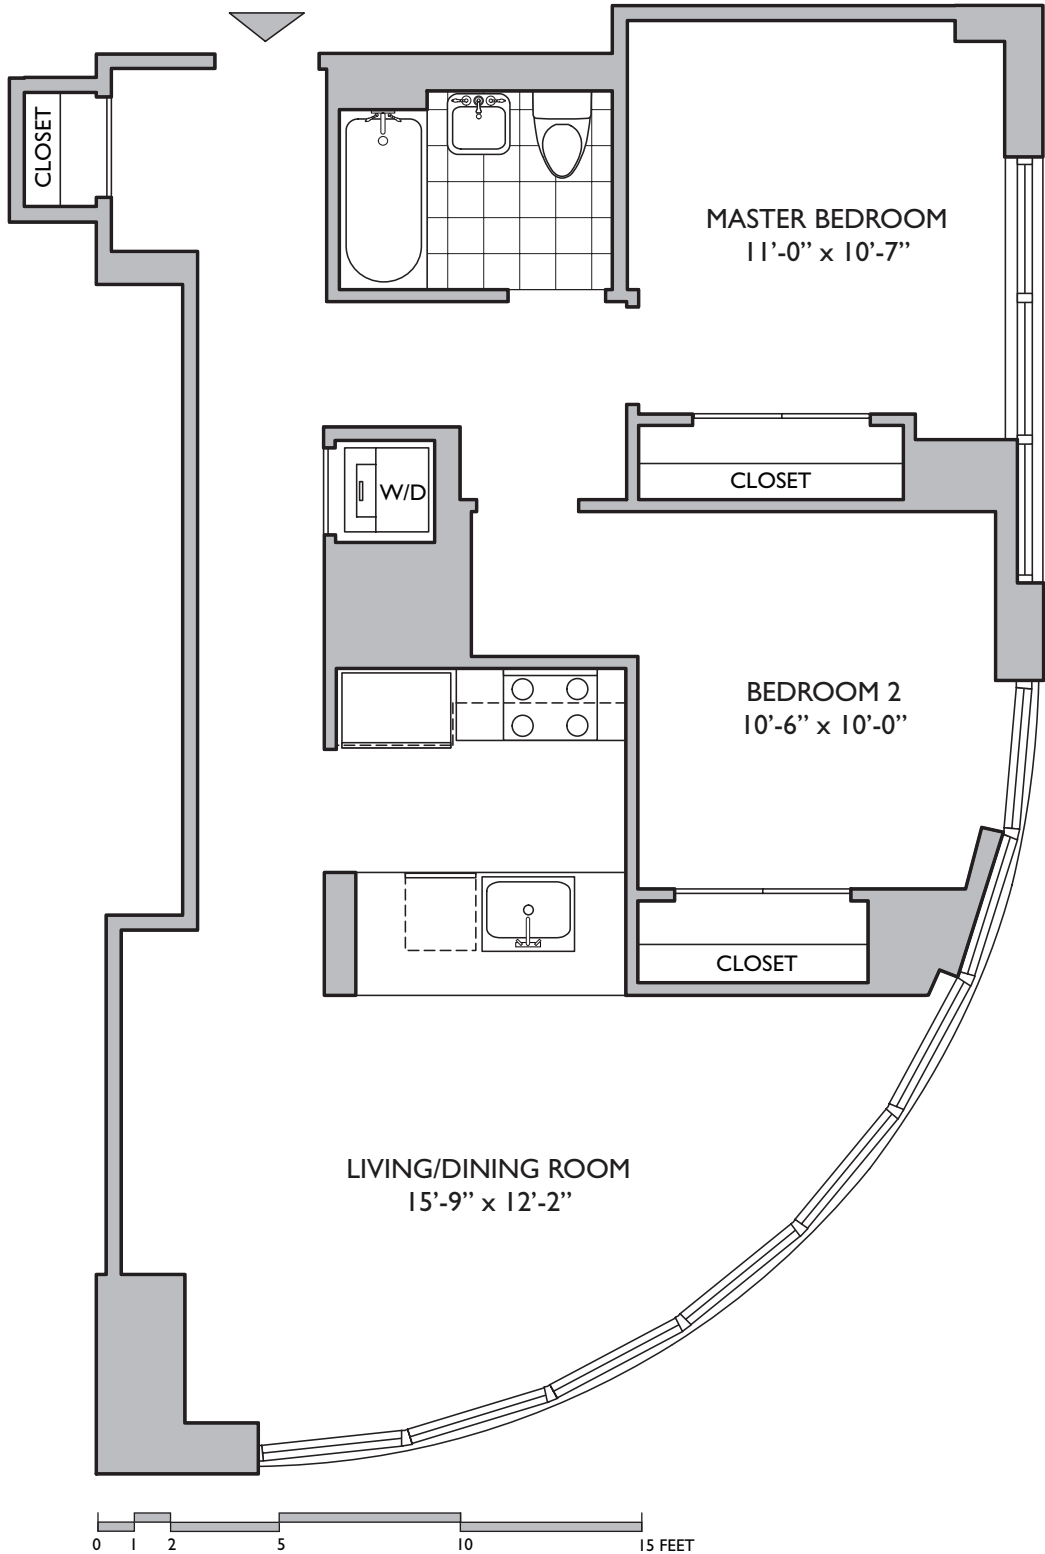 CLOSET
MASTER BEDROOM
11’-0” x 10’-7”
CLOSET
W/D
BEDROOM 2
10’-6” x 10’-0”
CLOSET
LIVING/DINING ROOM
15’-9” x 12’-2”
0 1 2 5 10 15 FEET